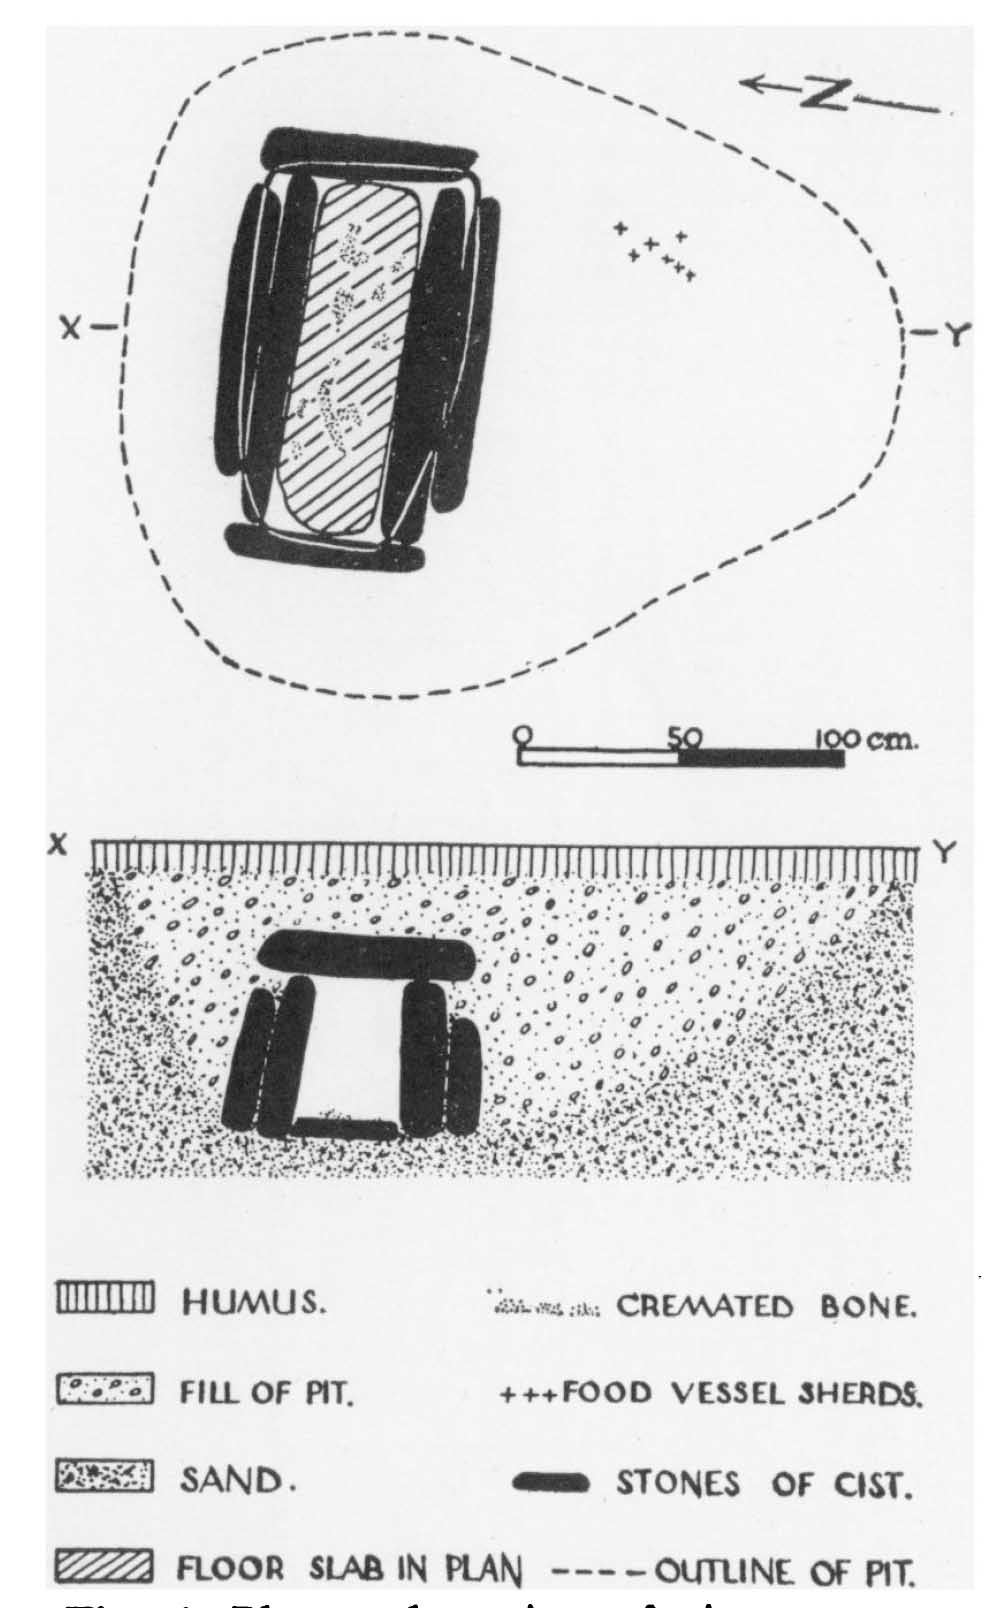 N
X
Y
0 50 100 cm.
X
Y
HUMUS.
CREMATED BONE.
FILL OF PIT.
+++ FOOD VESSEL SHERDS.
SAND.
STONES OF CIST.
FLOOR SLAB IN PLAN
---- OUTLINE OF PIT.